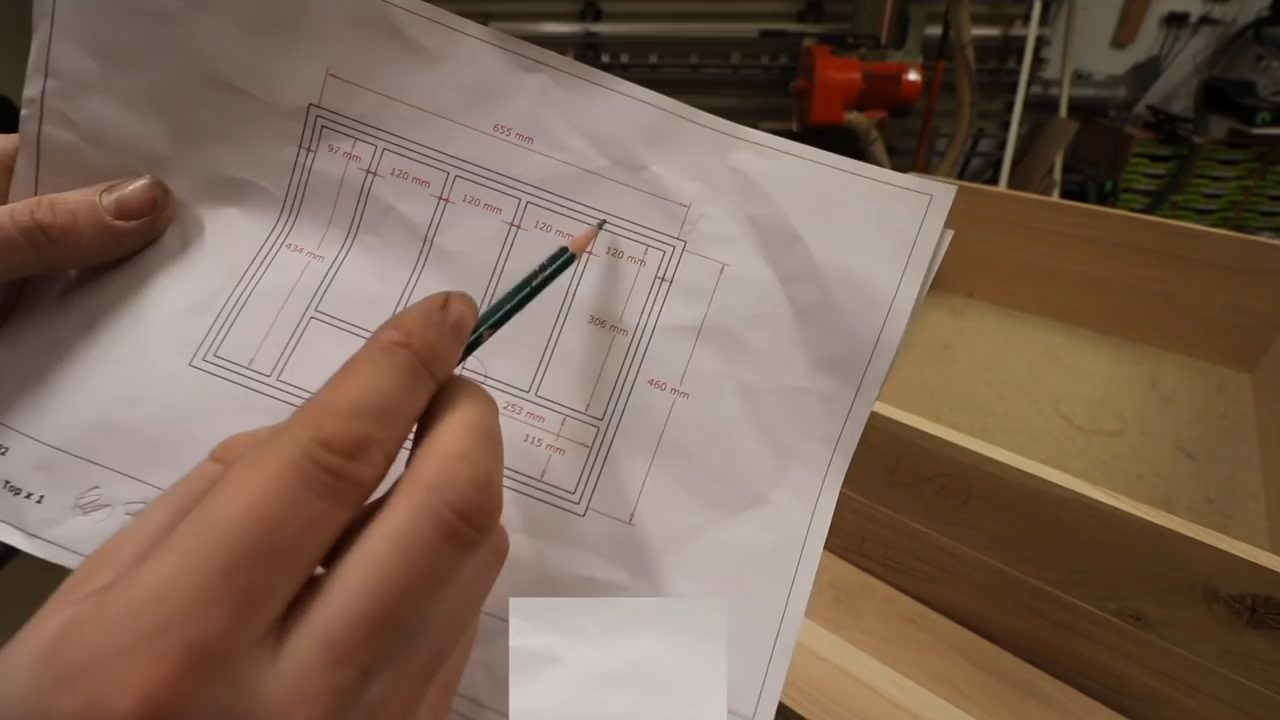 655 mm
97 mm
120 mm
120 mm
120 mm
120 mm
434 mm
306 mm
460 mm
253 mm
115 mm
Top x 1